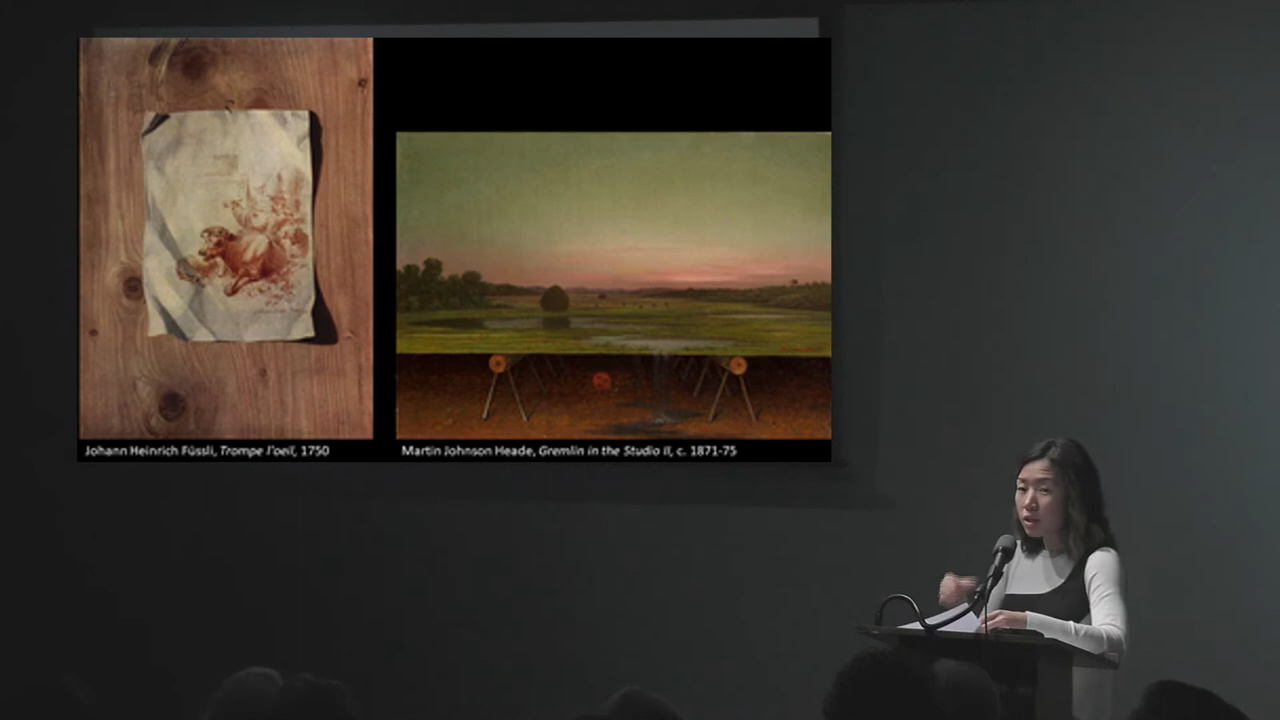 Johann Heinrich Füssli, Trompe l'oeil, 1750
Martin Johnson Heade, Gremlin in the Studio II, c. 1871-75